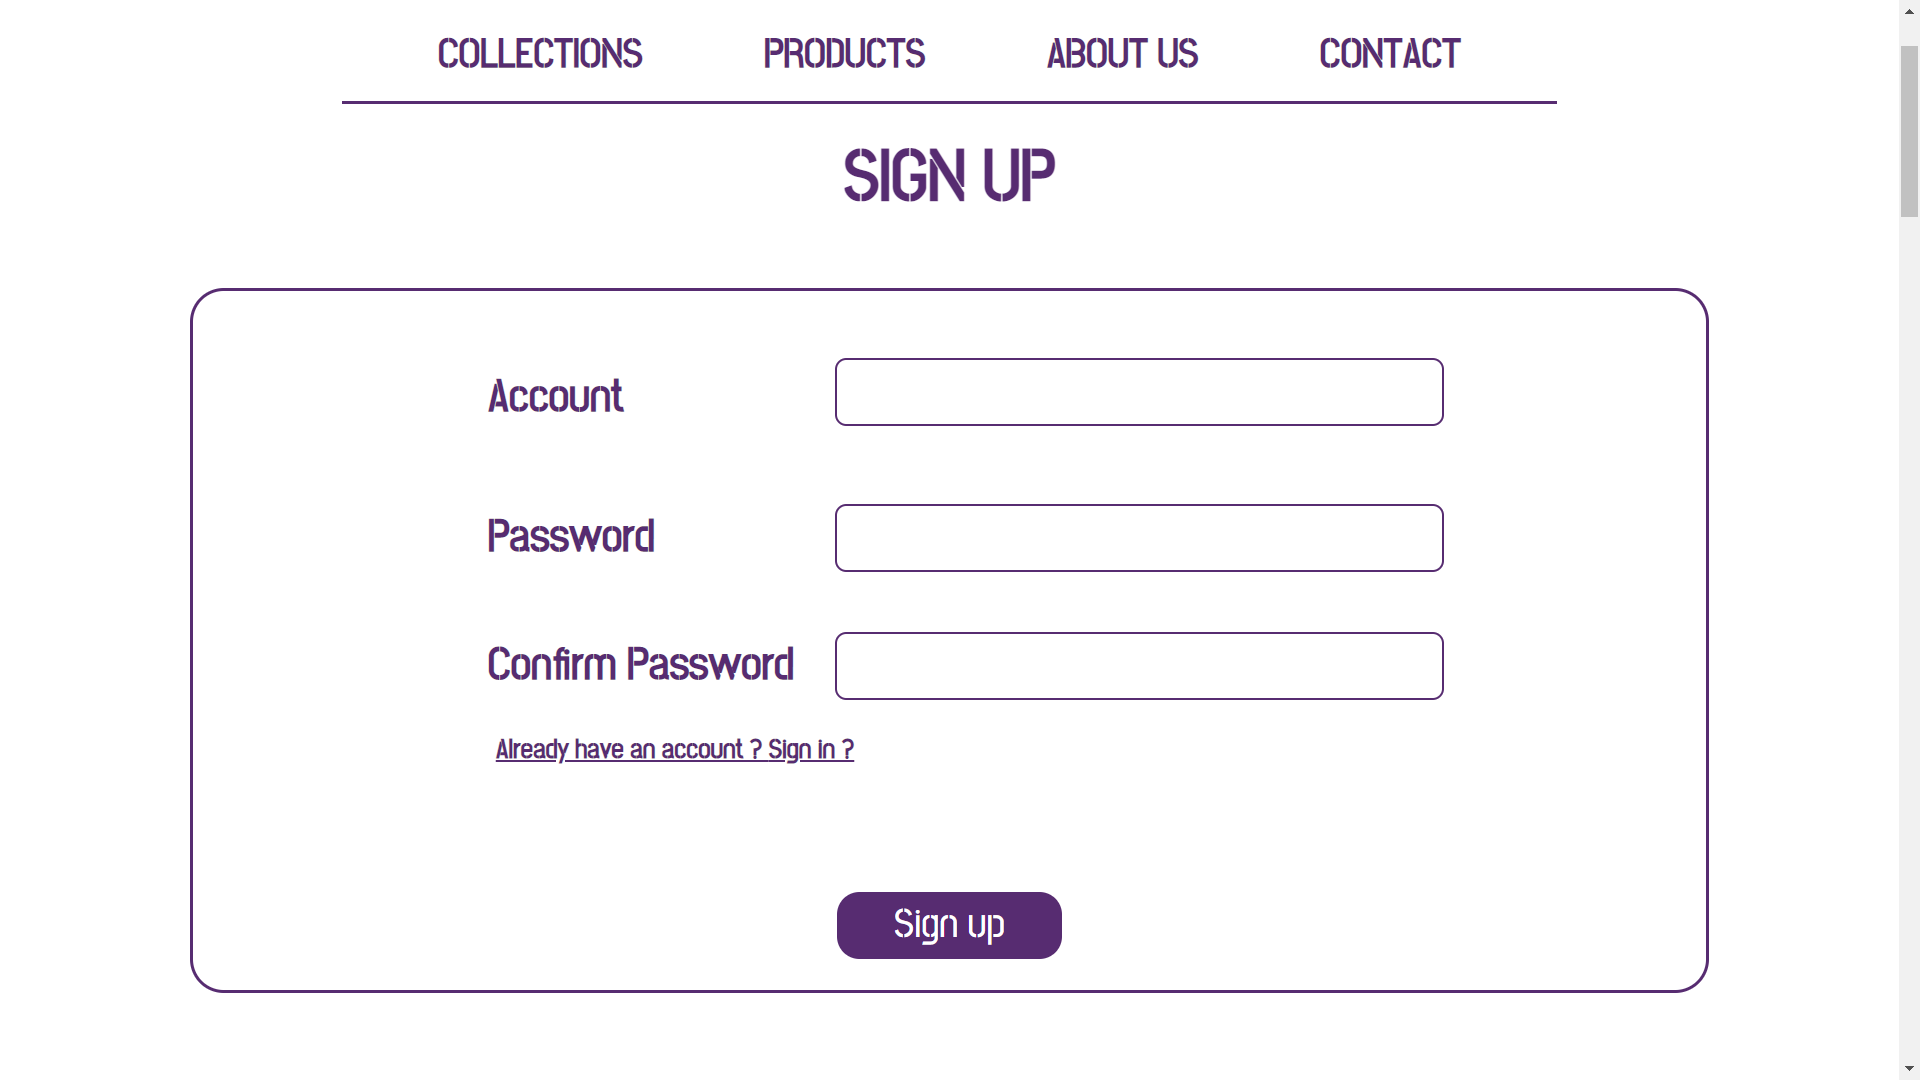 COLLECTIONS PRODUCTS ABOUT US CONTACT
SIGN UP
Account
Password
Confirm Password
Already have an account ? Sign in ?
Sign up